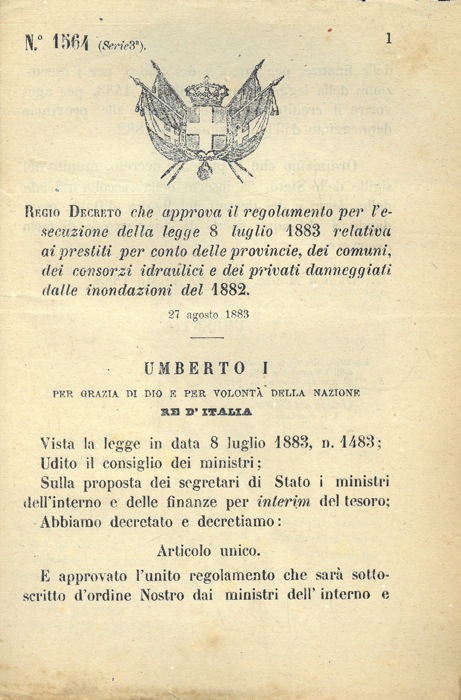 N.° 1564 (Serie3ª).
1
REGIO DECRETO che approva il regolamento per l'e-
secuzione della legge 8 luglio 1883 relativa
ai prestiti per conto delle provincie, dei comuni,
dei consorzi idraulici e dei privati danneggiati
dalle inondazioni del 1882.
27 agosto 1883
UMBERTO I
PER GRAZIA DI DIO E PER VOLONTÀ DELLA NAZIONE
RE D'ITALIA
Vista la legge in data 8 luglio 1883, n. 1483;
Udito il consiglio dei ministri;
Sulla proposta dei segretari di Stato i ministri
dell'interno e delle finanze per interim del tesoro;
Abbiamo decretato e decretiamo:
Articolo unico.
E approvato l'unito regolamento che sarà sotto-
scritto d'ordine Nostro dai ministri dell'interno e